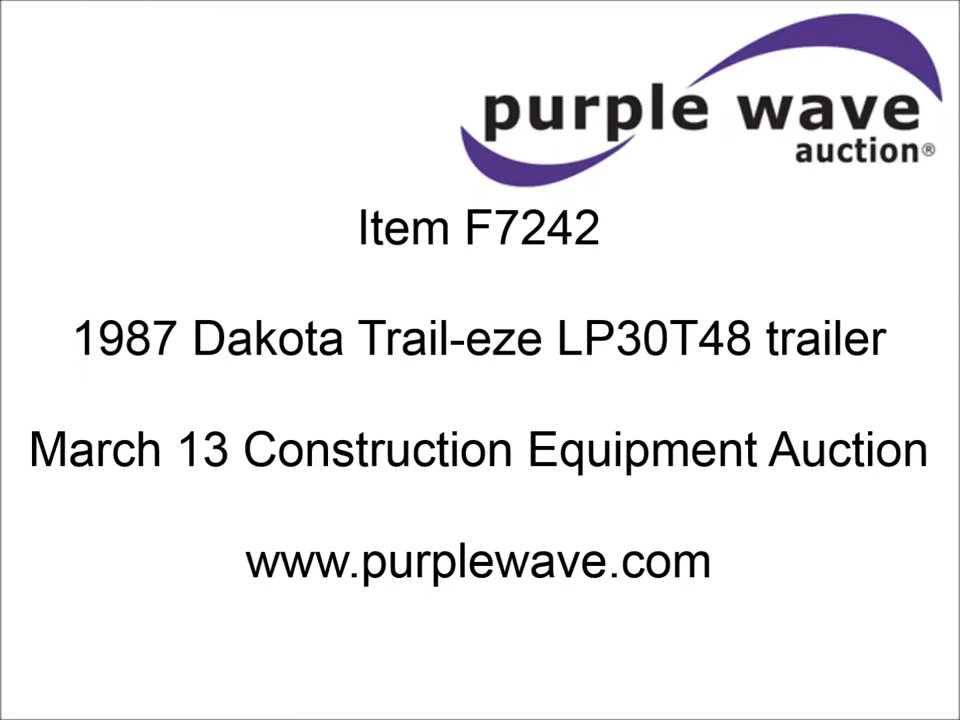 purple wave
auction®
Item F7242
1987 Dakota Trail-eze LP30T48 trailer
March 13 Construction Equipment Auction
www.purplewave.com